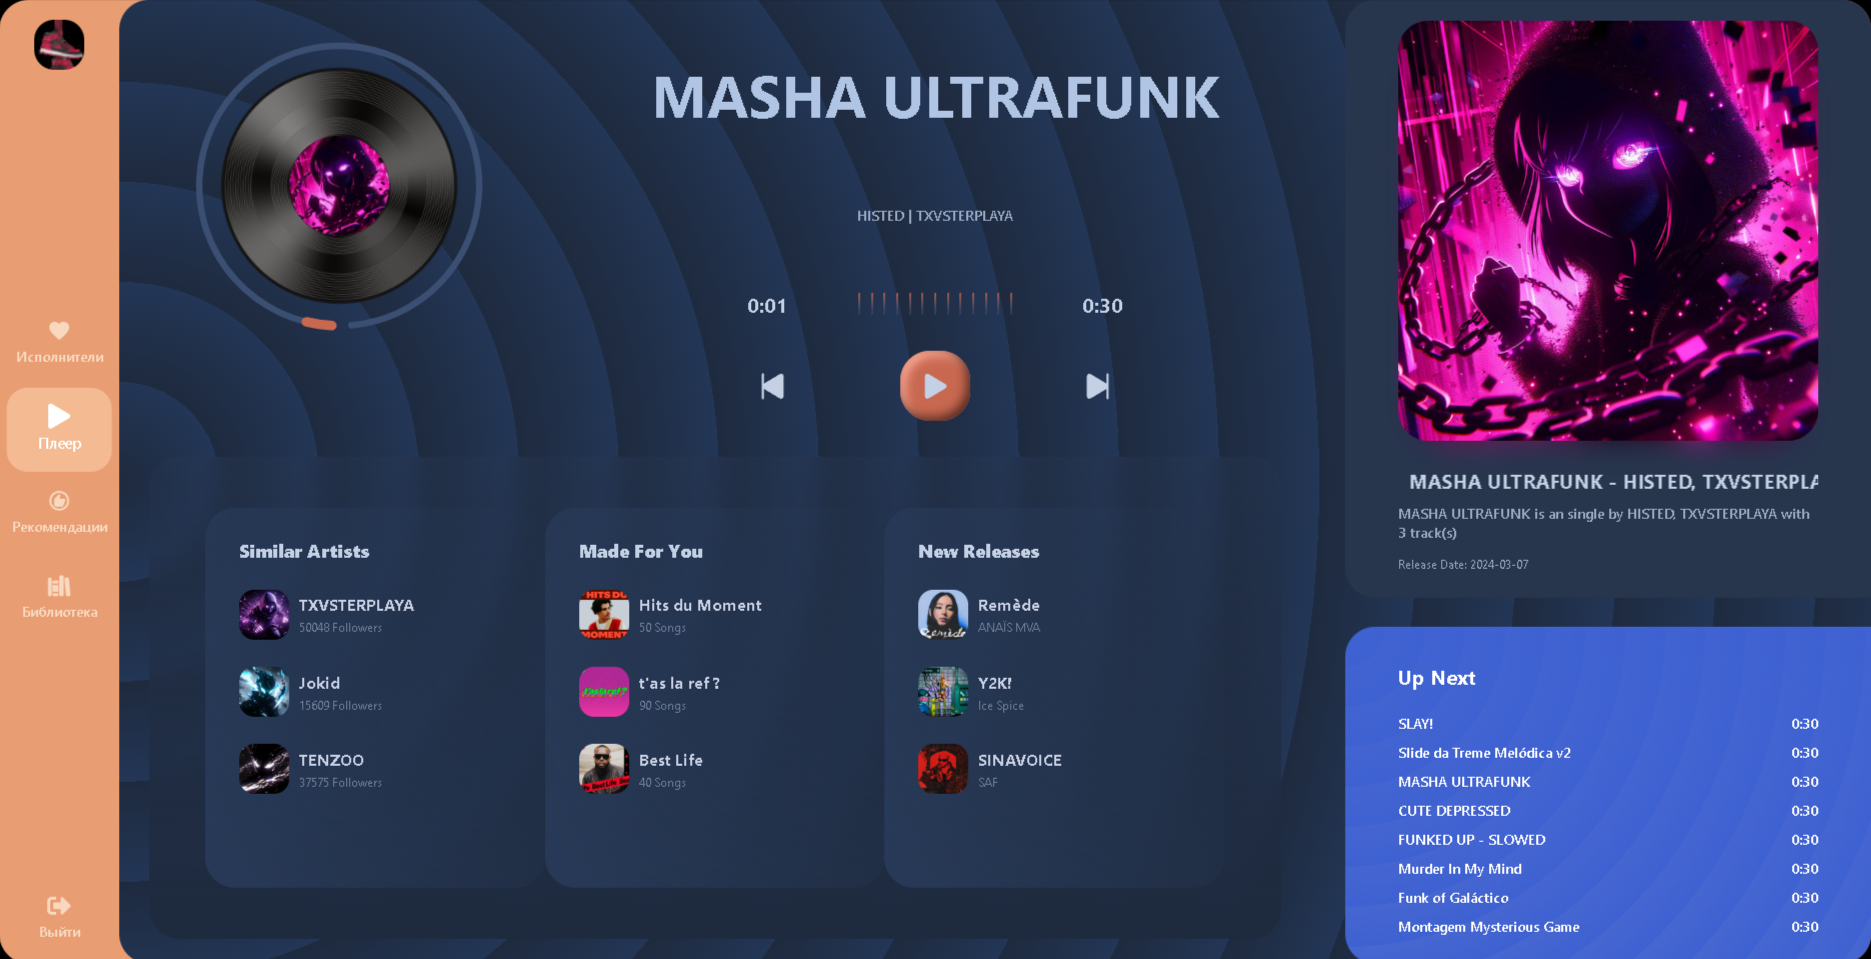 Исполнители
Плеер
Рекомендации
Библиотека
Выйти
MASHA ULTRAFUNK
HISTED | TXVSTERPLAYA
0:01
0:30
Similar Artists
TXVSTERPLAYA
50048 Followers
Jokid
15609 Followers
TENZOO
37575 Followers
Made For You
HITS DU
MOMENT
Hits du Moment
50 Songs
t'as la ref ?
90 Songs
Best Life
40 Songs
New Releases
Remède
Remède
ANAÏS MVA
Y2K!
Ice Spice
SINAVOICE
SAF
MASHA ULTRAFUNK - HISTED, TXVSTERPLA
MASHA ULTRAFUNK is an single by HISTED, TXVSTERPLAYA with
3 track(s)
Release Date: 2024-03-07
Up Next
SLAY! 0:30
Slide da Treme Melódica v2 0:30
MASHA ULTRAFUNK 0:30
CUTE DEPRESSED 0:30
FUNKED UP - SLOWED 0:30
Murder In My Mind 0:30
Funk of Galáctico 0:30
Montagem Mysterious Game 0:30